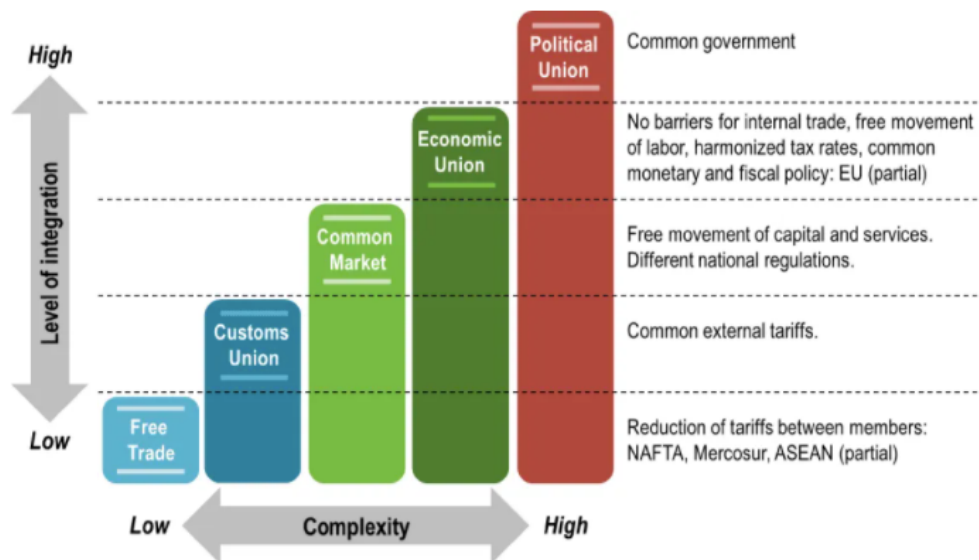 High
Level of integration
Low
Political
Union
Common government
Economic
Union
No barriers for internal trade, free movement
of labor, harmonized tax rates, common
monetary and fiscal policy: EU (partial)
Common
Market
Free movement of capital and services.
Different national regulations.
Customs
Union
Common external tariffs.
Free
Trade
Reduction of tariffs between members:
NAFTA, Mercosur, ASEAN (partial)
Low
Complexity
High